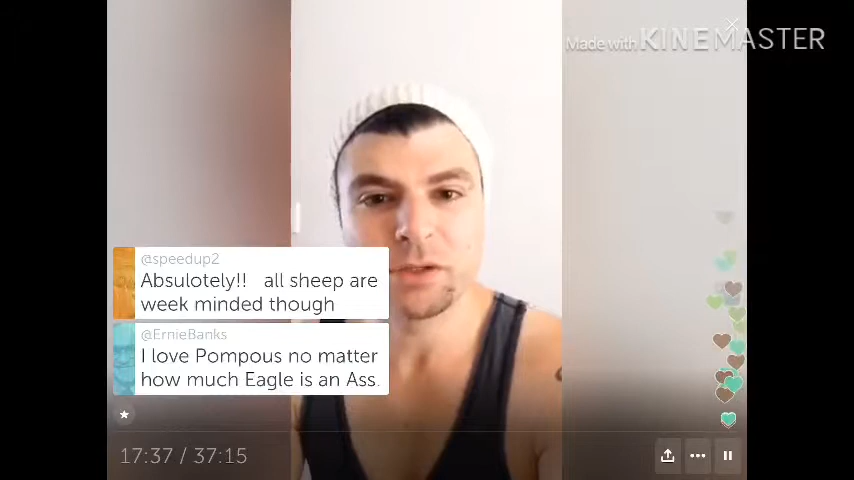 Made with KINEMASTER
@speedup2
Absulotely!! all sheep are
week minded though
@ErnieBanks
I love Pompous no matter
how much Eagle is an Ass.
17:37 / 37:15